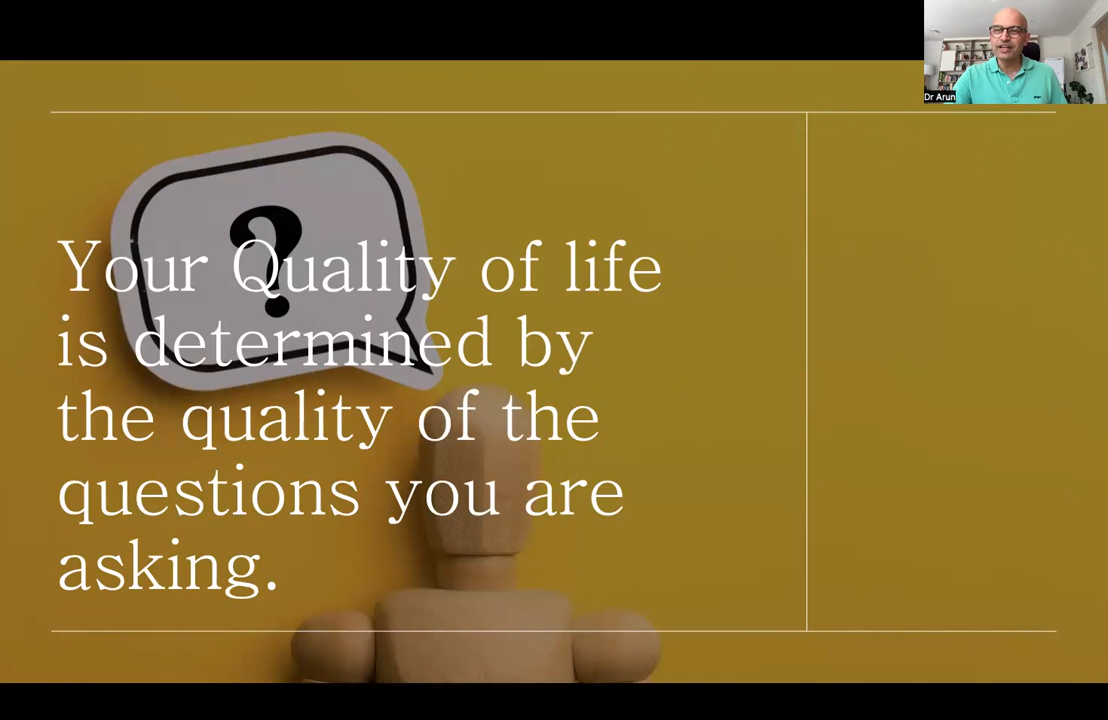 Dr Arun
?
Your Quality of life
is determined by
the quality of the
questions you are
asking.